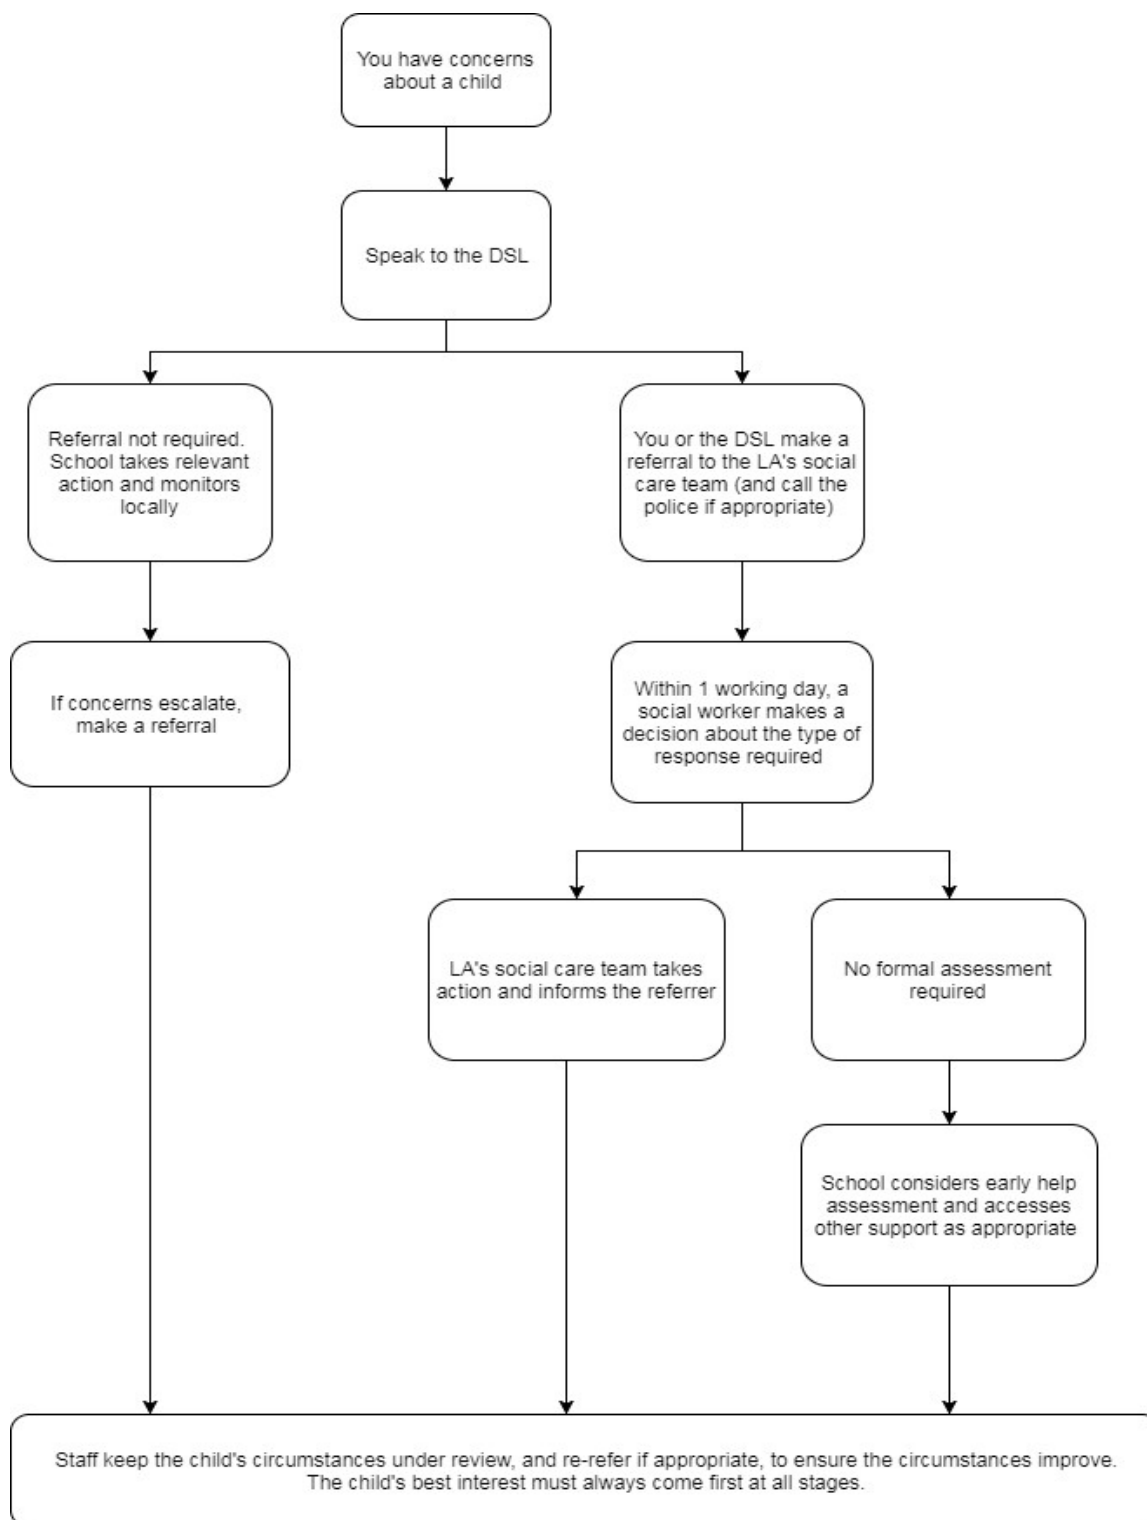 You have concerns
about a child
Speak to the DSL
Referral not required.
School takes relevant
action and monitors
locally
You or the DSL make a
referral to the LA's social
care team (and call the
police if appropriate)
If concerns escalate,
make a referral
Within 1 working day, a
social worker makes a
decision about the type of
response required
LA's social care team takes
action and informs the referrer
No formal assessment
required
School considers early help
assessment and accesses
other support as appropriate
Staff keep the child's circumstances under review, and re-refer if appropriate, to ensure the circumstances improve.
The child's best interest must always come first at all stages.